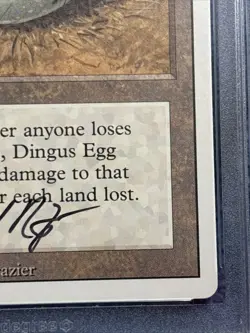 er anyone loses
, Dingus Egg
damage to that
r each land lost.
azier